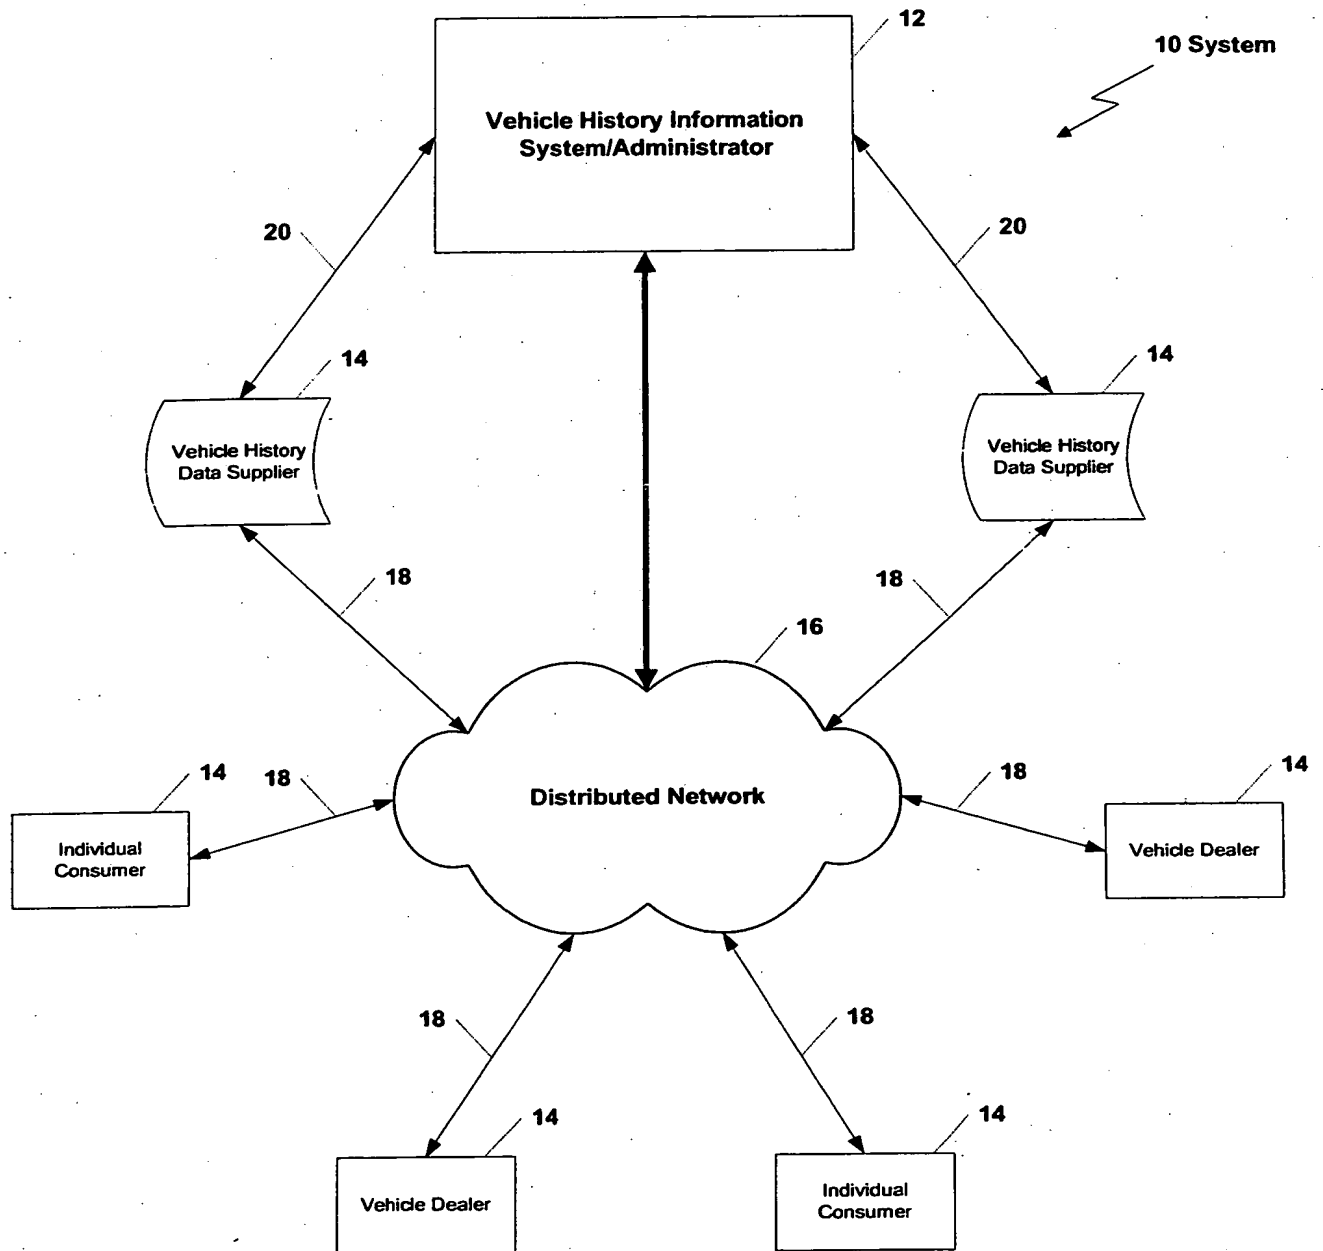 12
10 System
Vehicle History Information
System/Administrator
20
20
14
14
Vehicle History
Data Supplier
Vehicle History
Data Supplier
18
18
16
14
18
Distributed Network
18
14
Individual
Consumer
Vehicle Dealer
18
18
14
14
Vehicle Dealer
Individual
Consumer